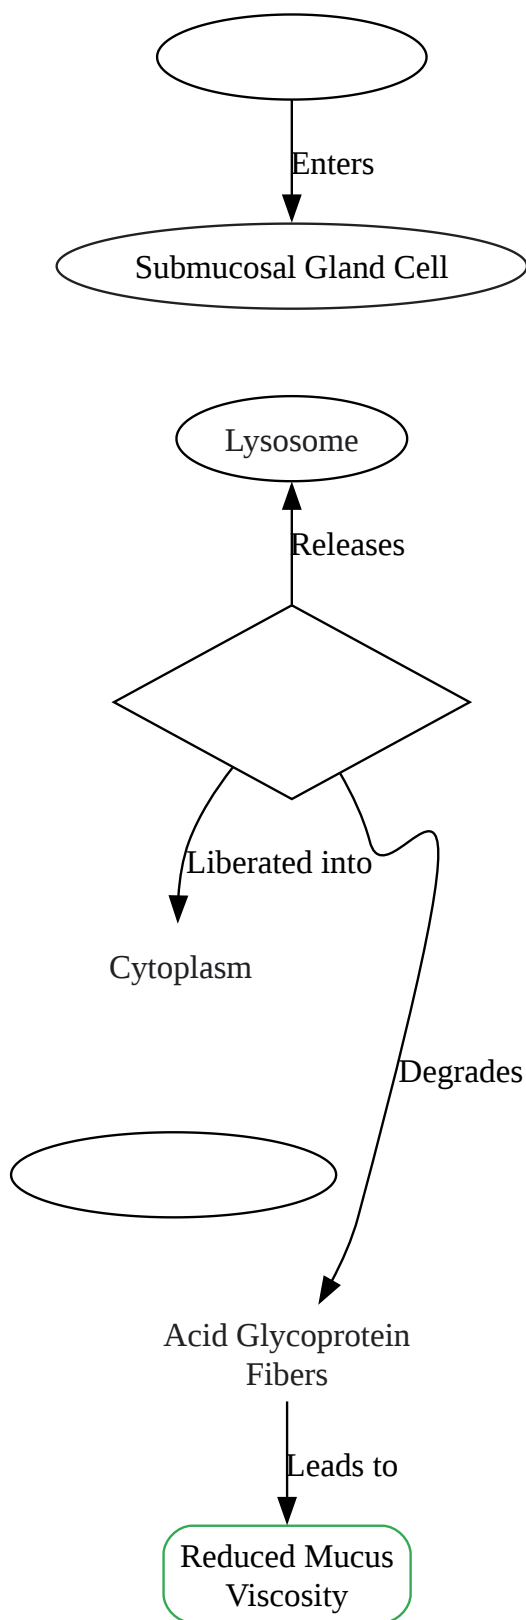 Enters
Submucosal Gland Cell
Lysosome
Releases
Liberated into
Cytoplasm
Degrades
Acid Glycoprotein
Fibers
Leads to
Reduced Mucus
Viscosity